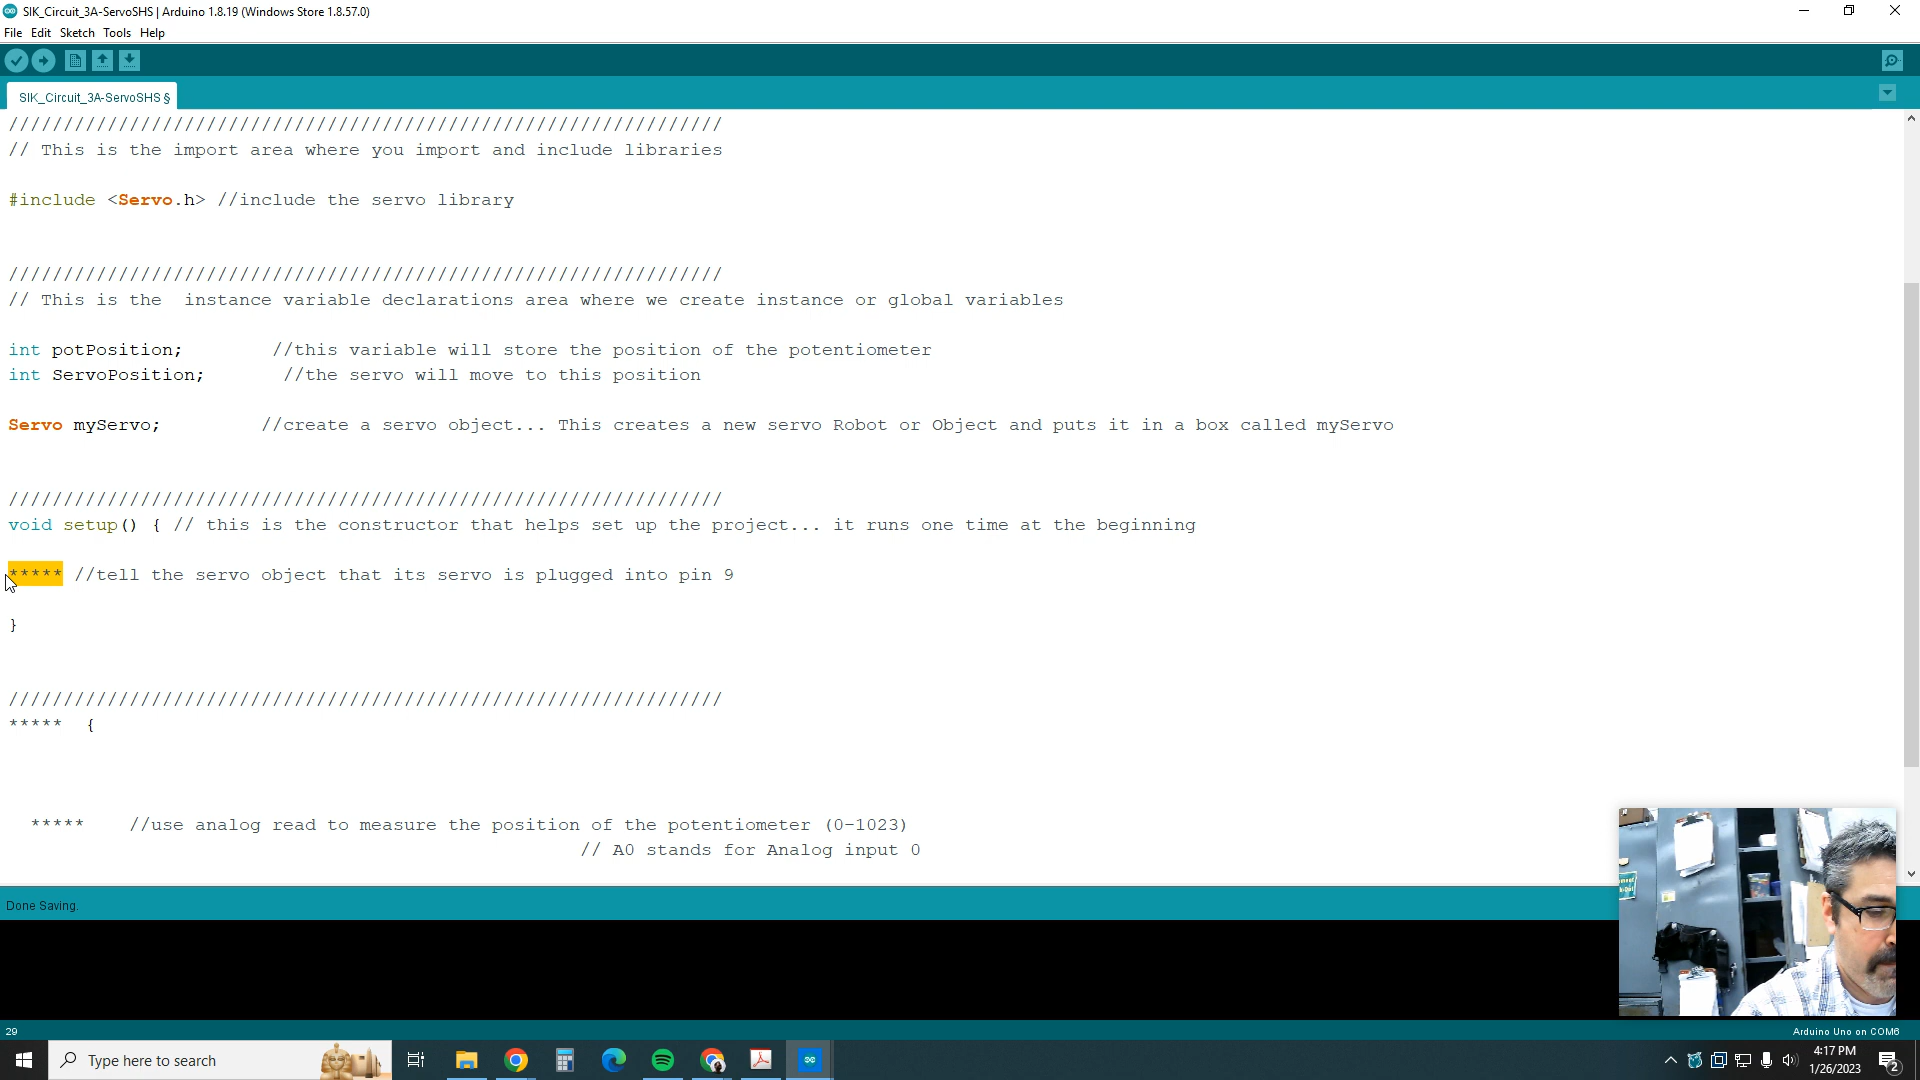 SIK_Circuit_3A-ServoSHS | Arduino 1.8.19 (Windows Store 1.8.57.0)
File Edit Sketch Tools Help
SIK_Circuit_3A-ServoSHS §
/////////////////////////////////////////////////////////////////
// This is the import area where you import and include libraries
#include <Servo.h> //include the servo library
/////////////////////////////////////////////////////////////////
// This is the  instance variable declarations area where we create instance or global variables
int potPosition;        //this variable will store the position of the potentiometer
int ServoPosition;       //the servo will move to this position
Servo myServo;         //create a servo object... This creates a new servo Robot or Object and puts it in a box called myServo
/////////////////////////////////////////////////////////////////
void setup() { // this is the constructor that helps set up the project... it runs one time at the beginning
***** //tell the servo object that its servo is plugged into pin 9
}
/////////////////////////////////////////////////////////////////
*****  {
*****    //use analog read to measure the position of the potentiometer (0-1023)
// A0 stands for Analog input 0
Done Saving.
29
Arduino Uno on COM6
Type here to search
4:17 PM
1/26/2023
2